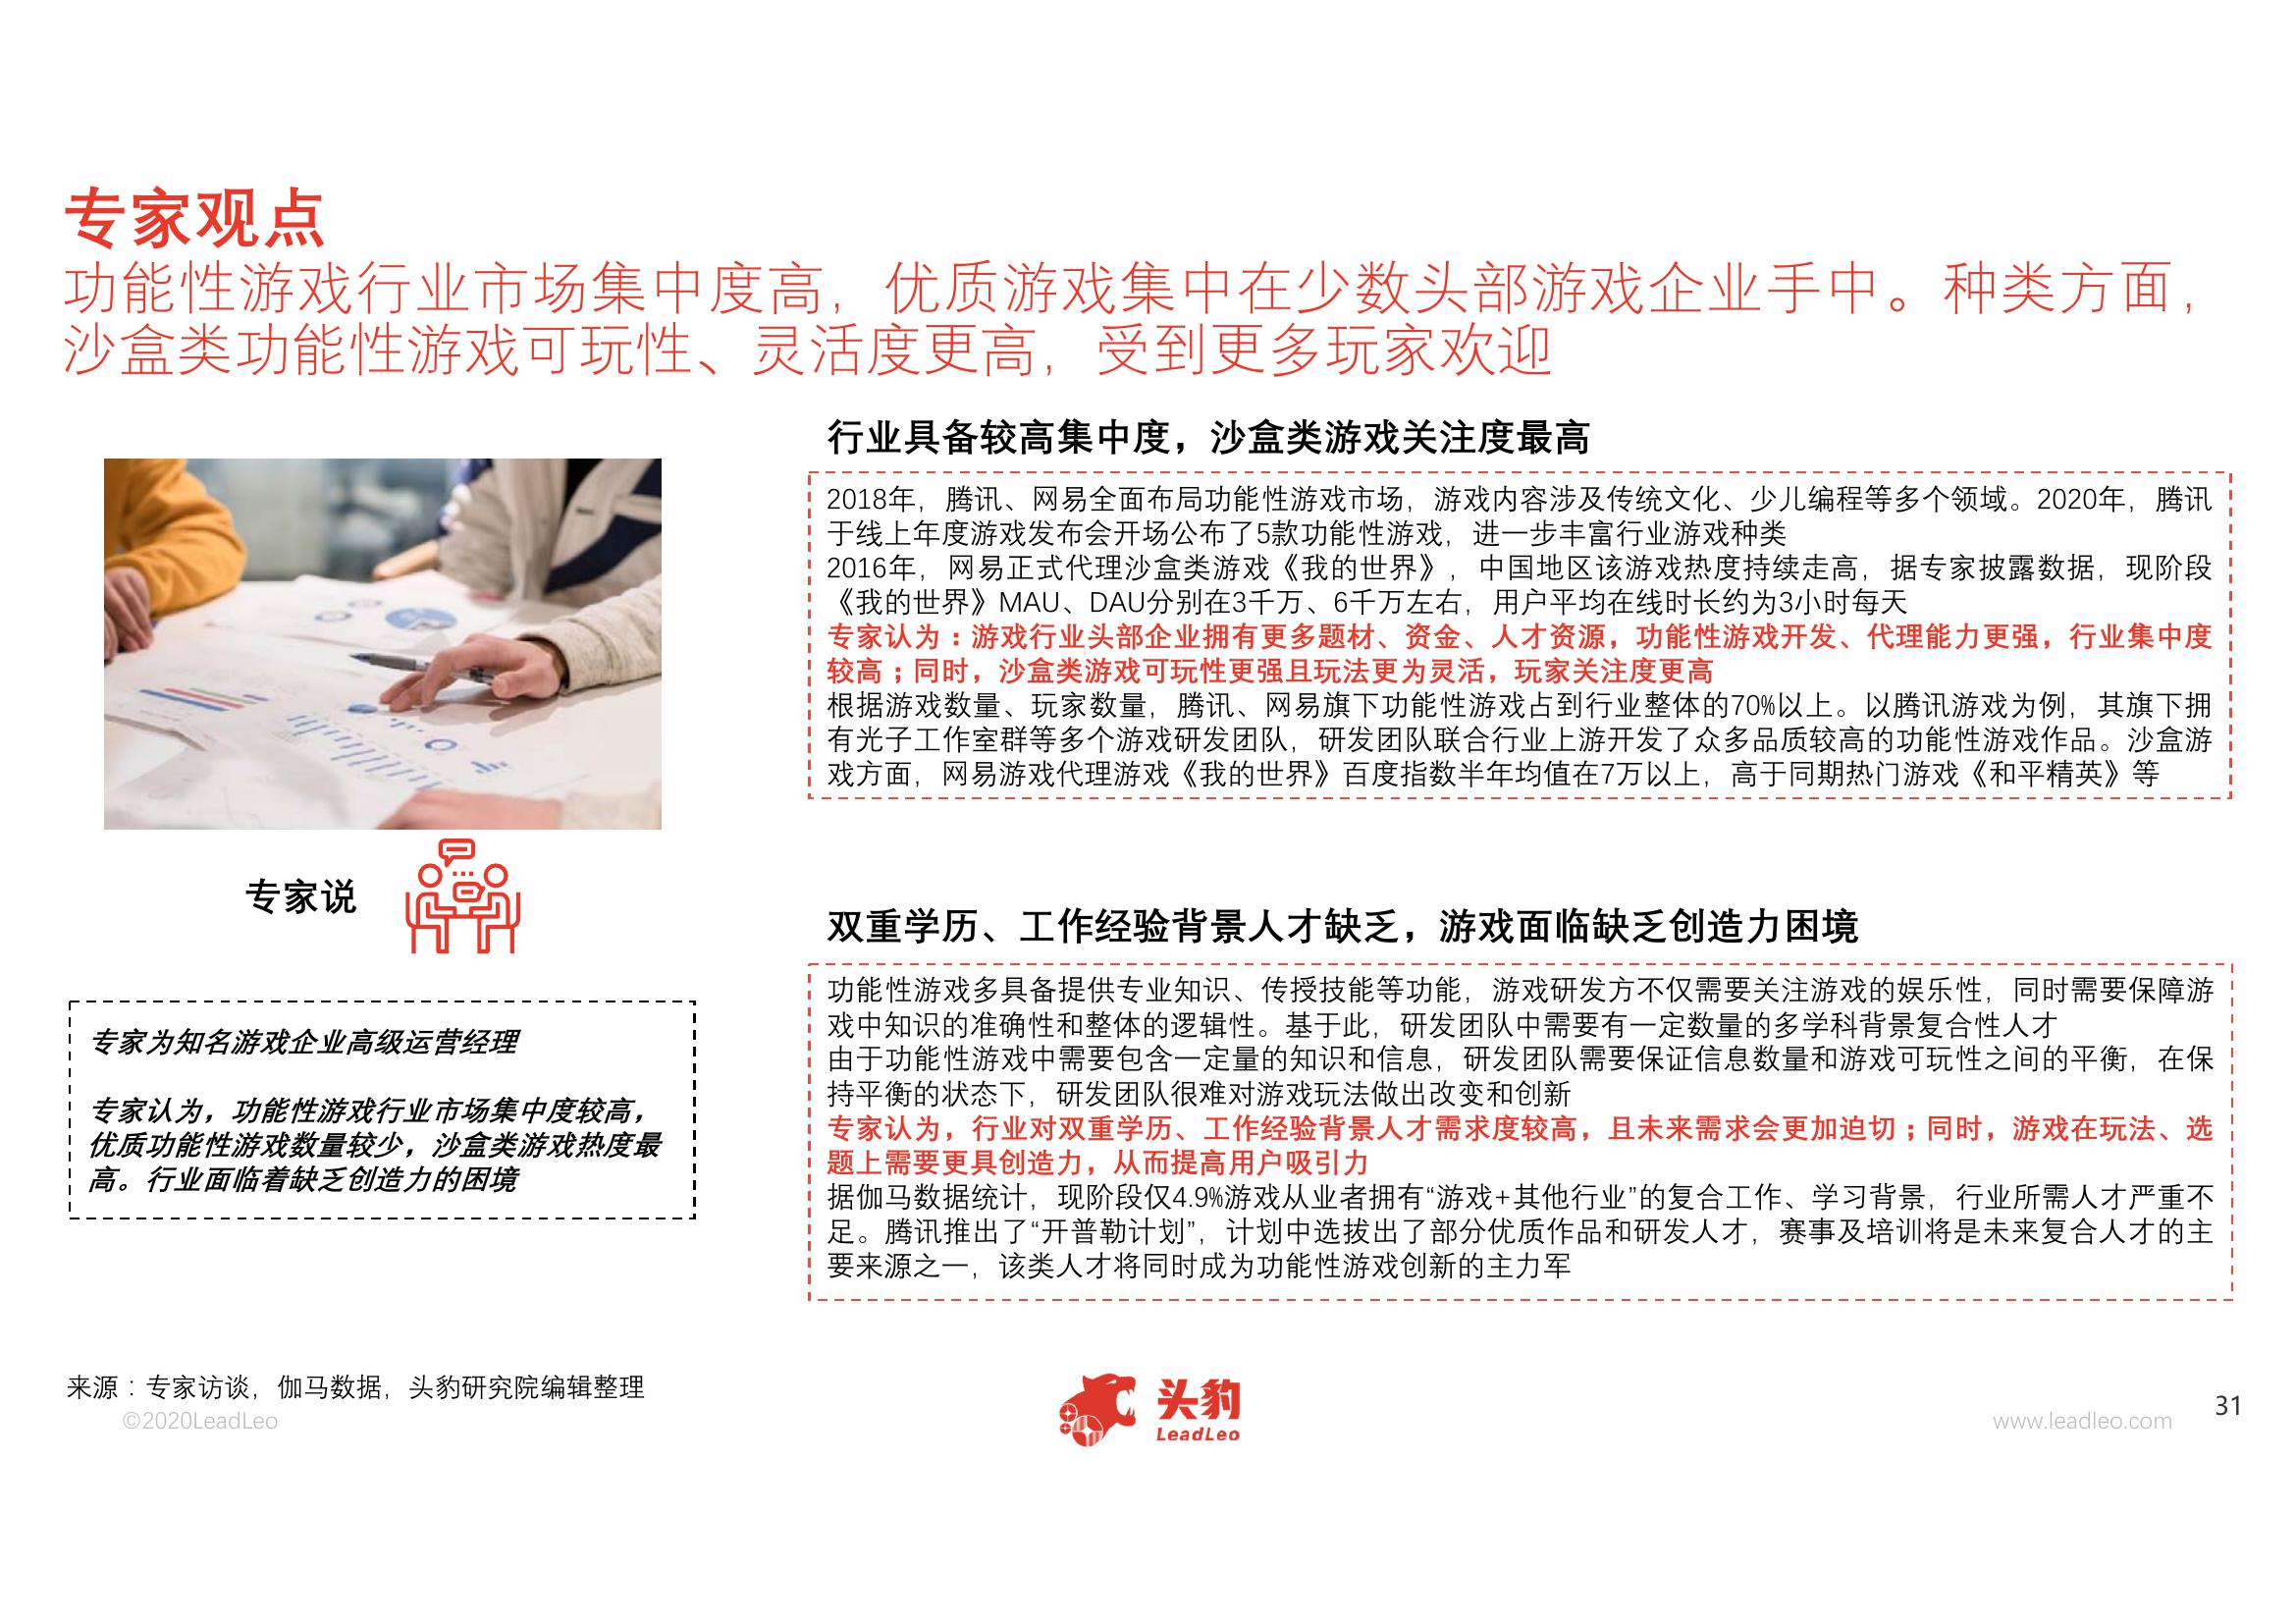 专家观点
功能性游戏行业市场集中度高，优质游戏集中在少数头部游戏企业手中。种类方面，
沙盒类功能性游戏可玩性、灵活度更高，受到更多玩家欢迎
专家说
专家为知名游戏企业高级运营经理
专家认为，功能性游戏行业市场集中度较高，
优质功能性游戏数量较少，沙盒类游戏热度最
高。行业面临着缺乏创造力的困境
行业具备较高集中度，沙盒类游戏关注度最高
2018年，腾讯、网易全面布局功能性游戏市场，游戏内容涉及传统文化、少儿编程等多个领域。2020年，腾讯
于线上年度游戏发布会开场公布了5款功能性游戏，进一步丰富行业游戏种类
2016年，网易正式代理沙盒类游戏《我的世界》，中国地区该游戏热度持续走高，据专家披露数据，现阶段
《我的世界》MAU、DAU分别在3千万、6千万左右，用户平均在线时长约为3小时每天
专家认为：游戏行业头部企业拥有更多题材、资金、人才资源，功能性游戏开发、代理能力更强，行业集中度
较高；同时，沙盒类游戏可玩性更强且玩法更为灵活，玩家关注度更高
根据游戏数量、玩家数量，腾讯、网易旗下功能性游戏占到行业整体的70%以上。以腾讯游戏为例，其旗下拥
有光子工作室群等多个游戏研发团队，研发团队联合行业上游开发了众多品质较高的功能性游戏作品。沙盒游
戏方面，网易游戏代理游戏《我的世界》百度指数半年均值在7万以上，高于同期热门游戏《和平精英》等
双重学历、工作经验背景人才缺乏，游戏面临缺乏创造力困境
功能性游戏多具备提供专业知识、传授技能等功能，游戏研发方不仅需要关注游戏的娱乐性，同时需要保障游
戏中知识的准确性和整体的逻辑性。基于此，研发团队中需要有一定数量的多学科背景复合性人才
由于功能性游戏中需要包含一定量的知识和信息，研发团队需要保证信息数量和游戏可玩性之间的平衡，在保
持平衡的状态下，研发团队很难对游戏玩法做出改变和创新
专家认为，行业对双重学历、工作经验背景人才需求度较高，且未来需求会更加迫切；同时，游戏在玩法、选
题上需要更具创造力，从而提高用户吸引力
据伽马数据统计，现阶段仅4.9%游戏从业者拥有“游戏+其他行业”的复合工作、学习背景，行业所需人才严重不
足。腾讯推出了“开普勒计划”，计划中选拔出了部分优质作品和研发人才，赛事及培训将是未来复合人才的主
要来源之一，该类人才将同时成为功能性游戏创新的主力军
来源：专家访谈，伽马数据，头豹研究院编辑整理
©2020LeadLeo
头豹
LeadLeo
www.leadleo.com
31